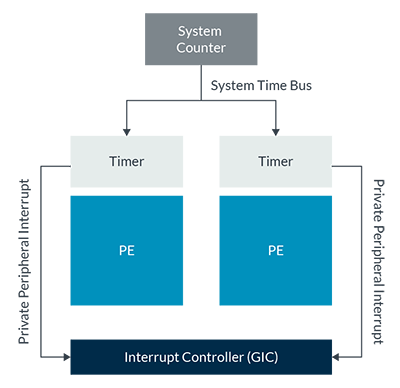 System
Counter
System Time Bus
Timer
Timer
Private Peripheral Interrupt
Private Peripheral Interrupt
PE
PE
Interrupt Controller (GIC)